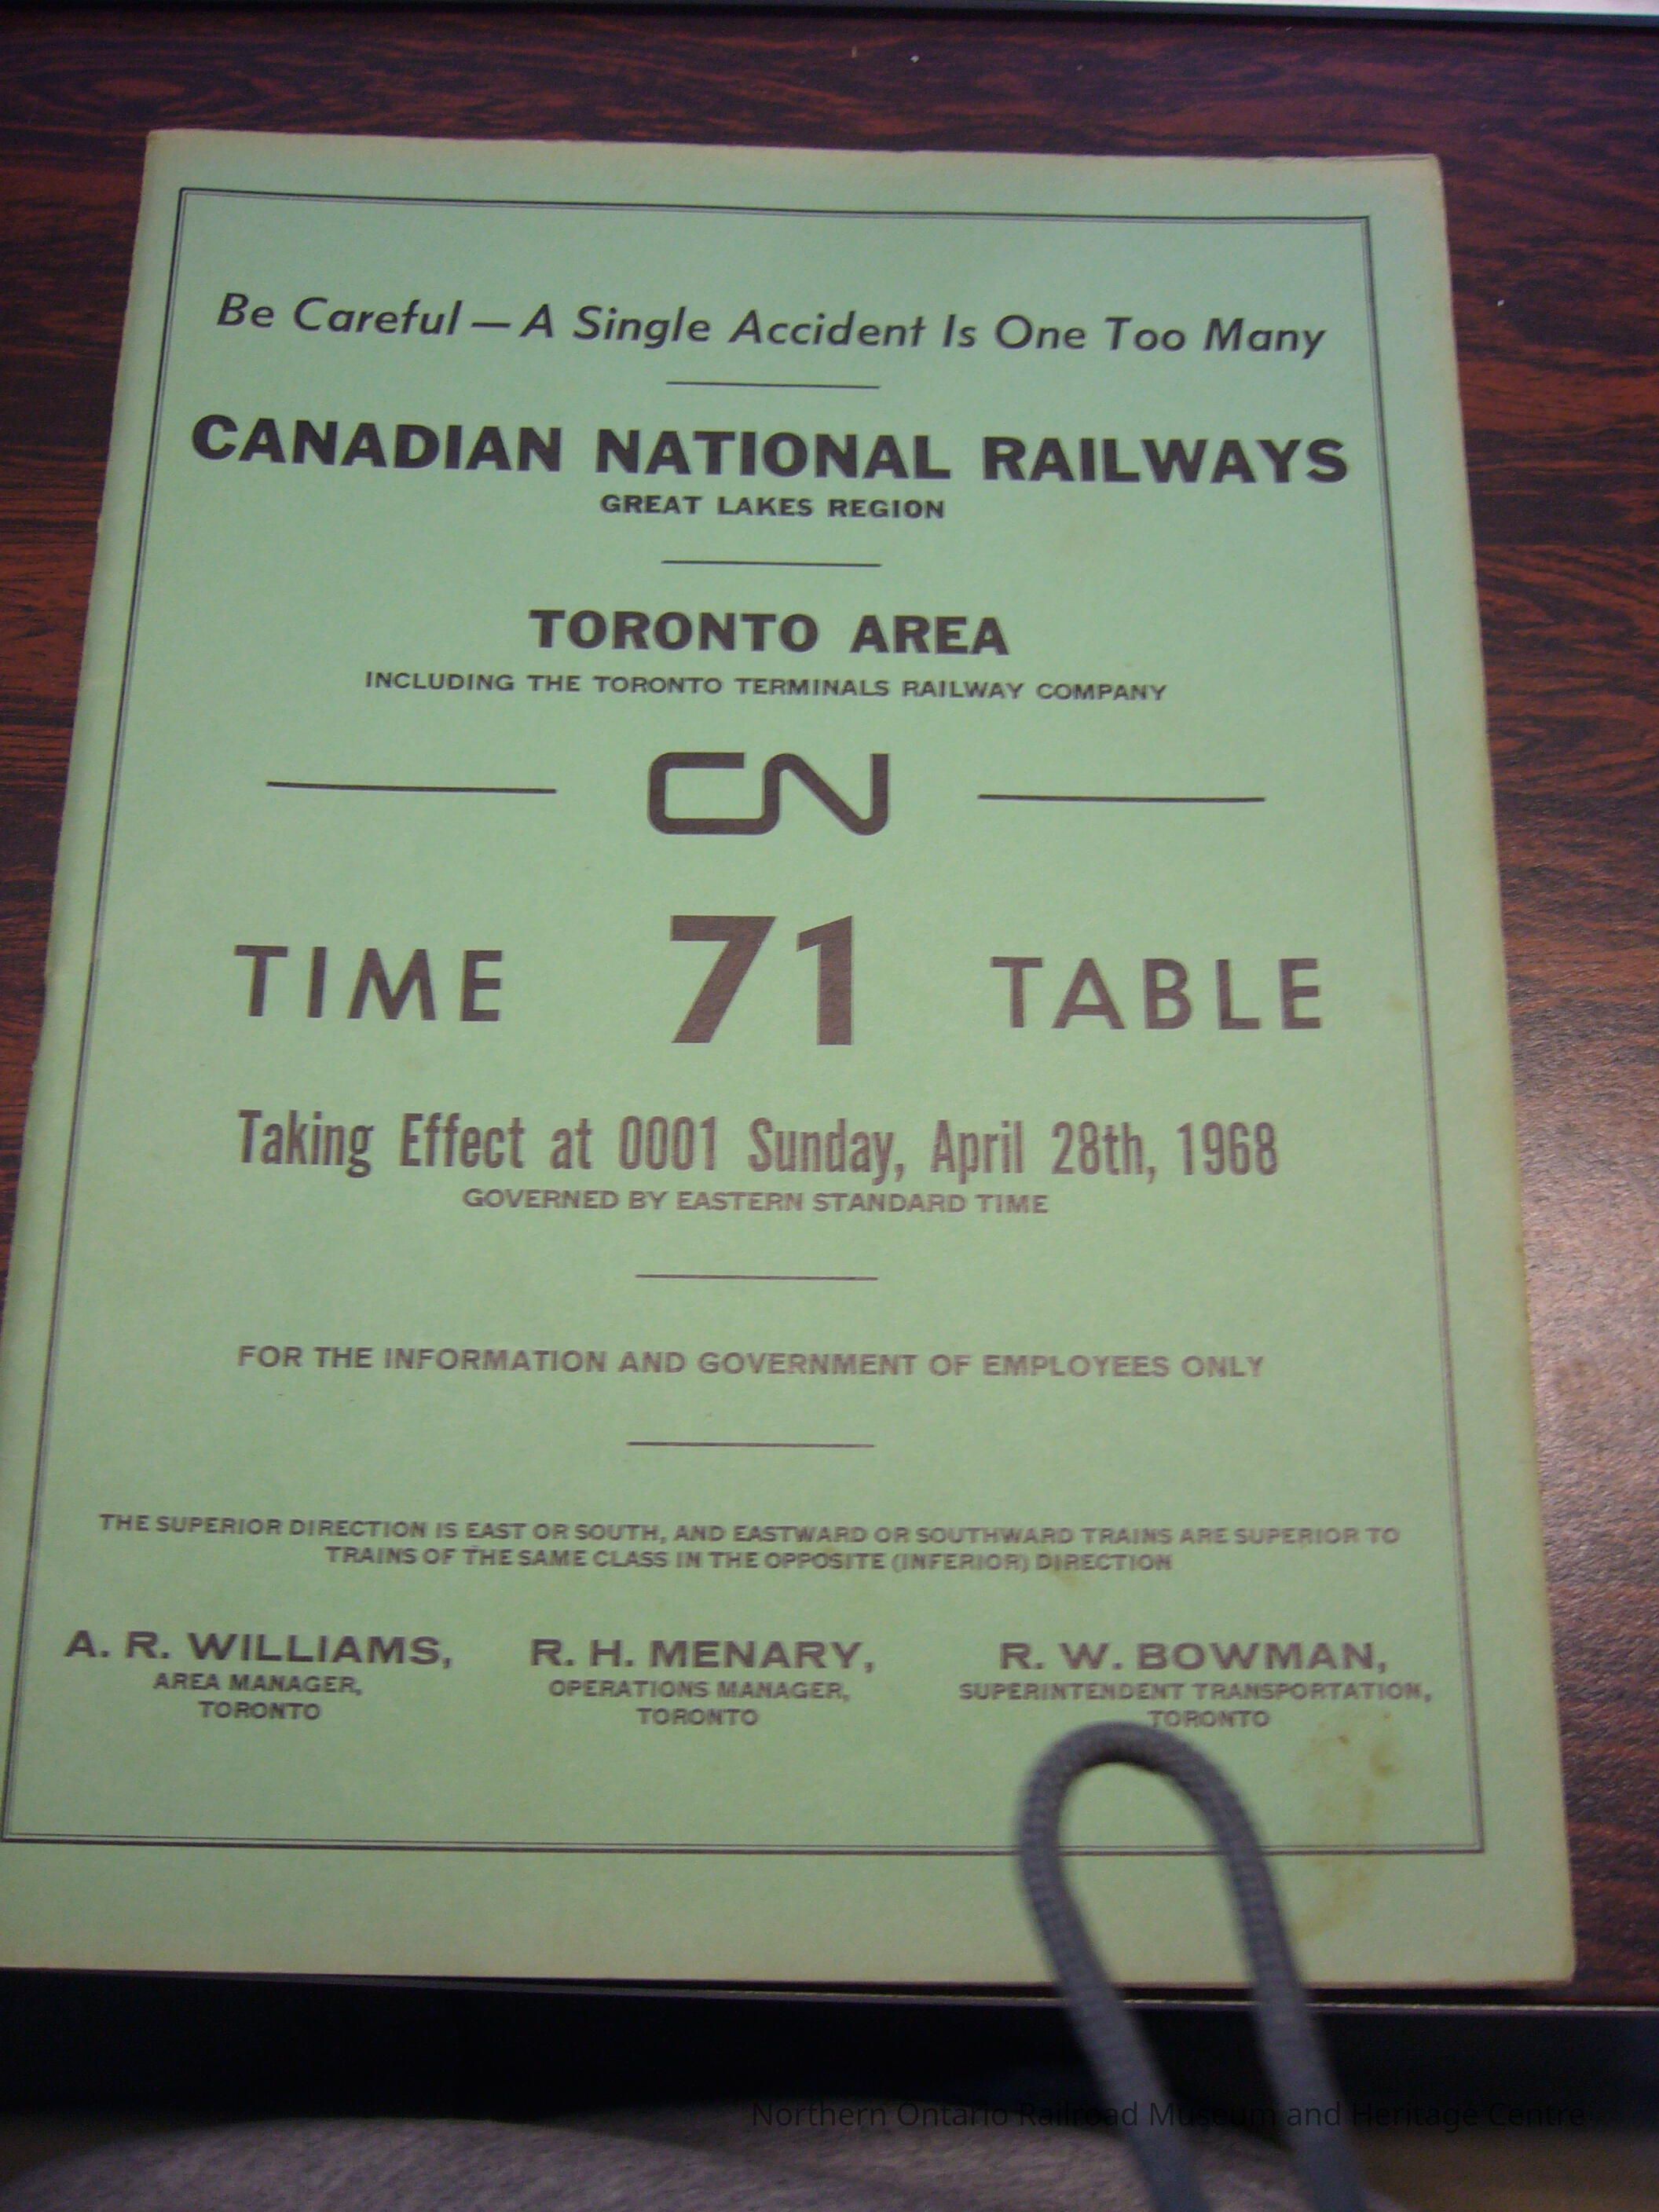 Be Careful — A Single Accident Is One Too Many
CANADIAN NATIONAL RAILWAYS
GREAT LAKES REGION
TORONTO AREA
INCLUDING THE TORONTO TERMINALS RAILWAY COMPANY
CN
TIME 71 TABLE
Taking Effect at 0001 Sunday, April 28th, 1968
GOVERNED BY EASTERN STANDARD TIME
FOR THE INFORMATION AND GOVERNMENT OF EMPLOYEES ONLY
THE SUPERIOR DIRECTION IS EAST OR SOUTH, AND EASTWARD OR SOUTHWARD TRAINS ARE SUPERIOR TO
TRAINS OF THE SAME CLASS IN THE OPPOSITE (INFERIOR) DIRECTION
A. R. WILLIAMS,
AREA MANAGER,
TORONTO
R. H. MENARY,
OPERATIONS MANAGER,
TORONTO
R. W. BOWMAN,
SUPERINTENDENT TRANSPORTATION,
TORONTO
Northern Ontario Railroad Museum and Heritage Centre